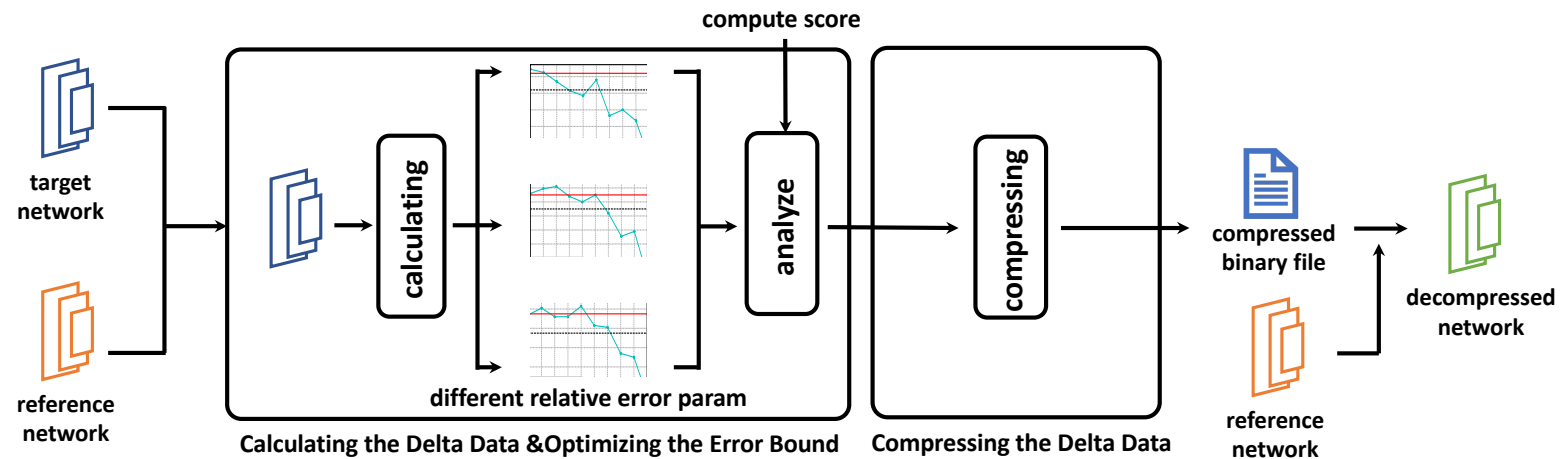 compute score
target
network
reference
network
calculating
different relative error param
analyze
Calculating the Delta Data &Optimizing the Error Bound
compressing
Compressing the Delta Data
compressed
binary file
reference
network
decompressed
network